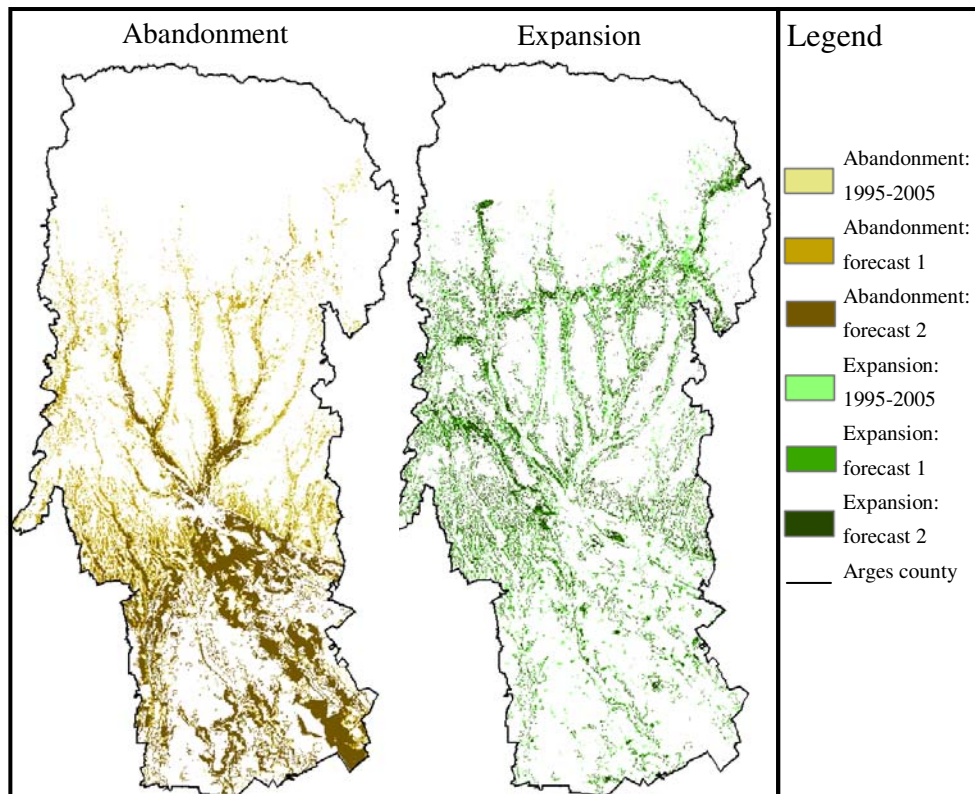 Abandonment
Expansion
Legend
Abandonment:
1995-2005
Abandonment:
forecast 1
Abandonment:
forecast 2
Expansion:
1995-2005
Expansion:
forecast 1
Expansion:
forecast 2
Arges county